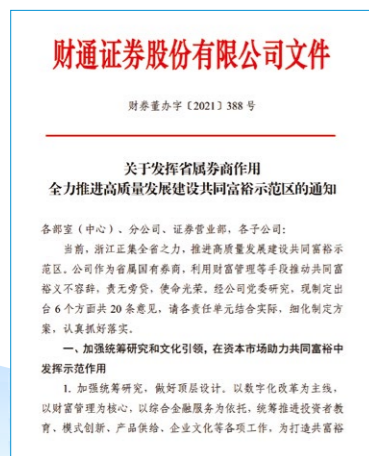 财通证券股份有限公司文件
财券董办字〔2021〕388 号
关于发挥省属券商作用
全力推进高质量发展建设共同富裕示范区的通知
各部室（中心）、分公司、证券营业部，各子公司：
当前，浙江正集全省之力，推进高质量发展建设共同富裕示
范区。公司作为省属国有券商，利用财富管理等手段推动共同富
裕义不容辞，责无旁贷，使命光荣。经公司党委研究，现制定出
台 6 个方面共 20 条意见，请各责任单元结合实际，细化制定方
案，认真抓好落实。
一、加强统筹研究和文化引领，在资本市场助力共同富裕中
发挥示范作用
1. 加强统筹研究，做好顶层设计。以数字化改革为主线，
以财富管理为核心，以综合金融服务为依托，统筹推进投资者教
育、模式创新、产品供给、企业文化等各项工作，为打造共富裕